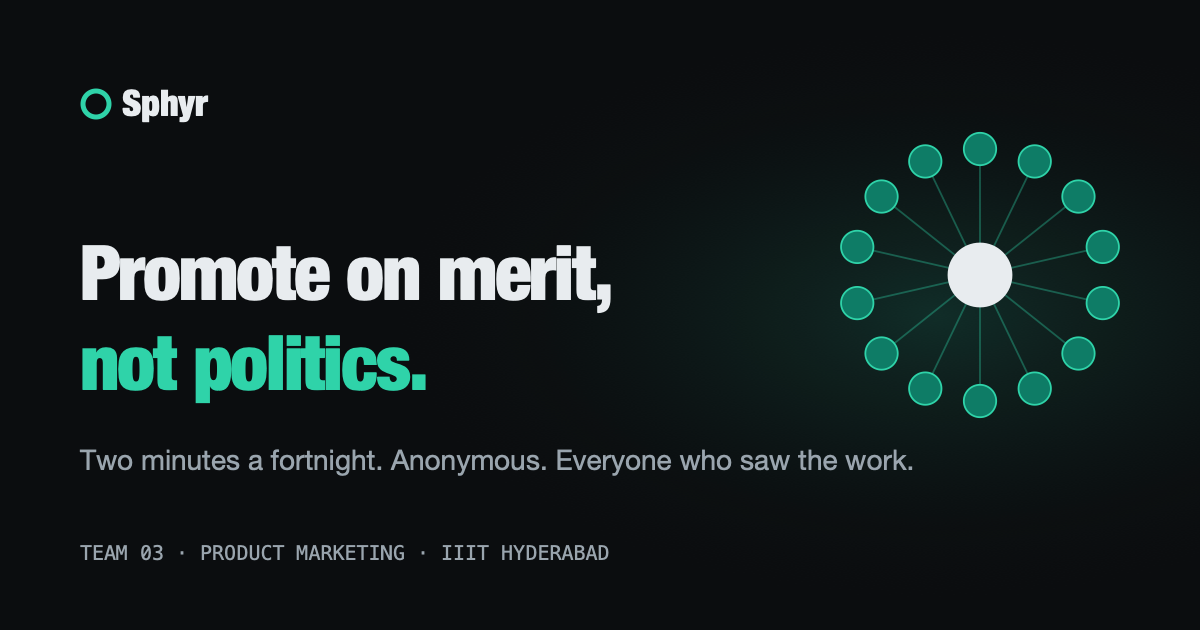 Sphyr
Promote on merit,
not politics.
Two minutes a fortnight. Anonymous. Everyone who saw the work.
TEAM 03 · PRODUCT MARKETING · IIIT HYDERABAD